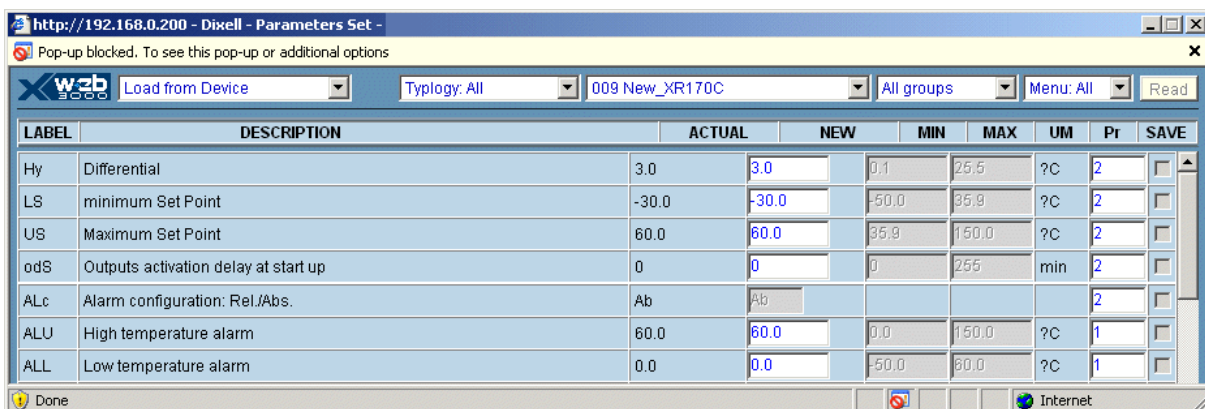 http://192.168.0.200 - Dixell - Parameters Set -
Pop-up blocked. To see this pop-up or additional options
Xweb 3000 Load from Device Typlogy: All 009 New_XR170C All groups Menu: All Read
LABEL DESCRIPTION ACTUAL NEW MIN MAX UM Pr SAVE
Hy Differential 3.0 3.0 0.1 25.5 ?C 2
LS minimum Set Point -30.0 -30.0 -50.0 35.9 ?C 2
US Maximum Set Point 60.0 60.0 35.9 150.0 ?C 2
odS Outputs activation delay at start up 0 0 0 255 min 2
ALc Alarm configuration: Rel./Abs. Ab Ab 2
ALU High temperature alarm 60.0 60.0 0.0 150.0 ?C 1
ALL Low temperature alarm 0.0 0.0 -50.0 60.0 ?C 1
Done Internet